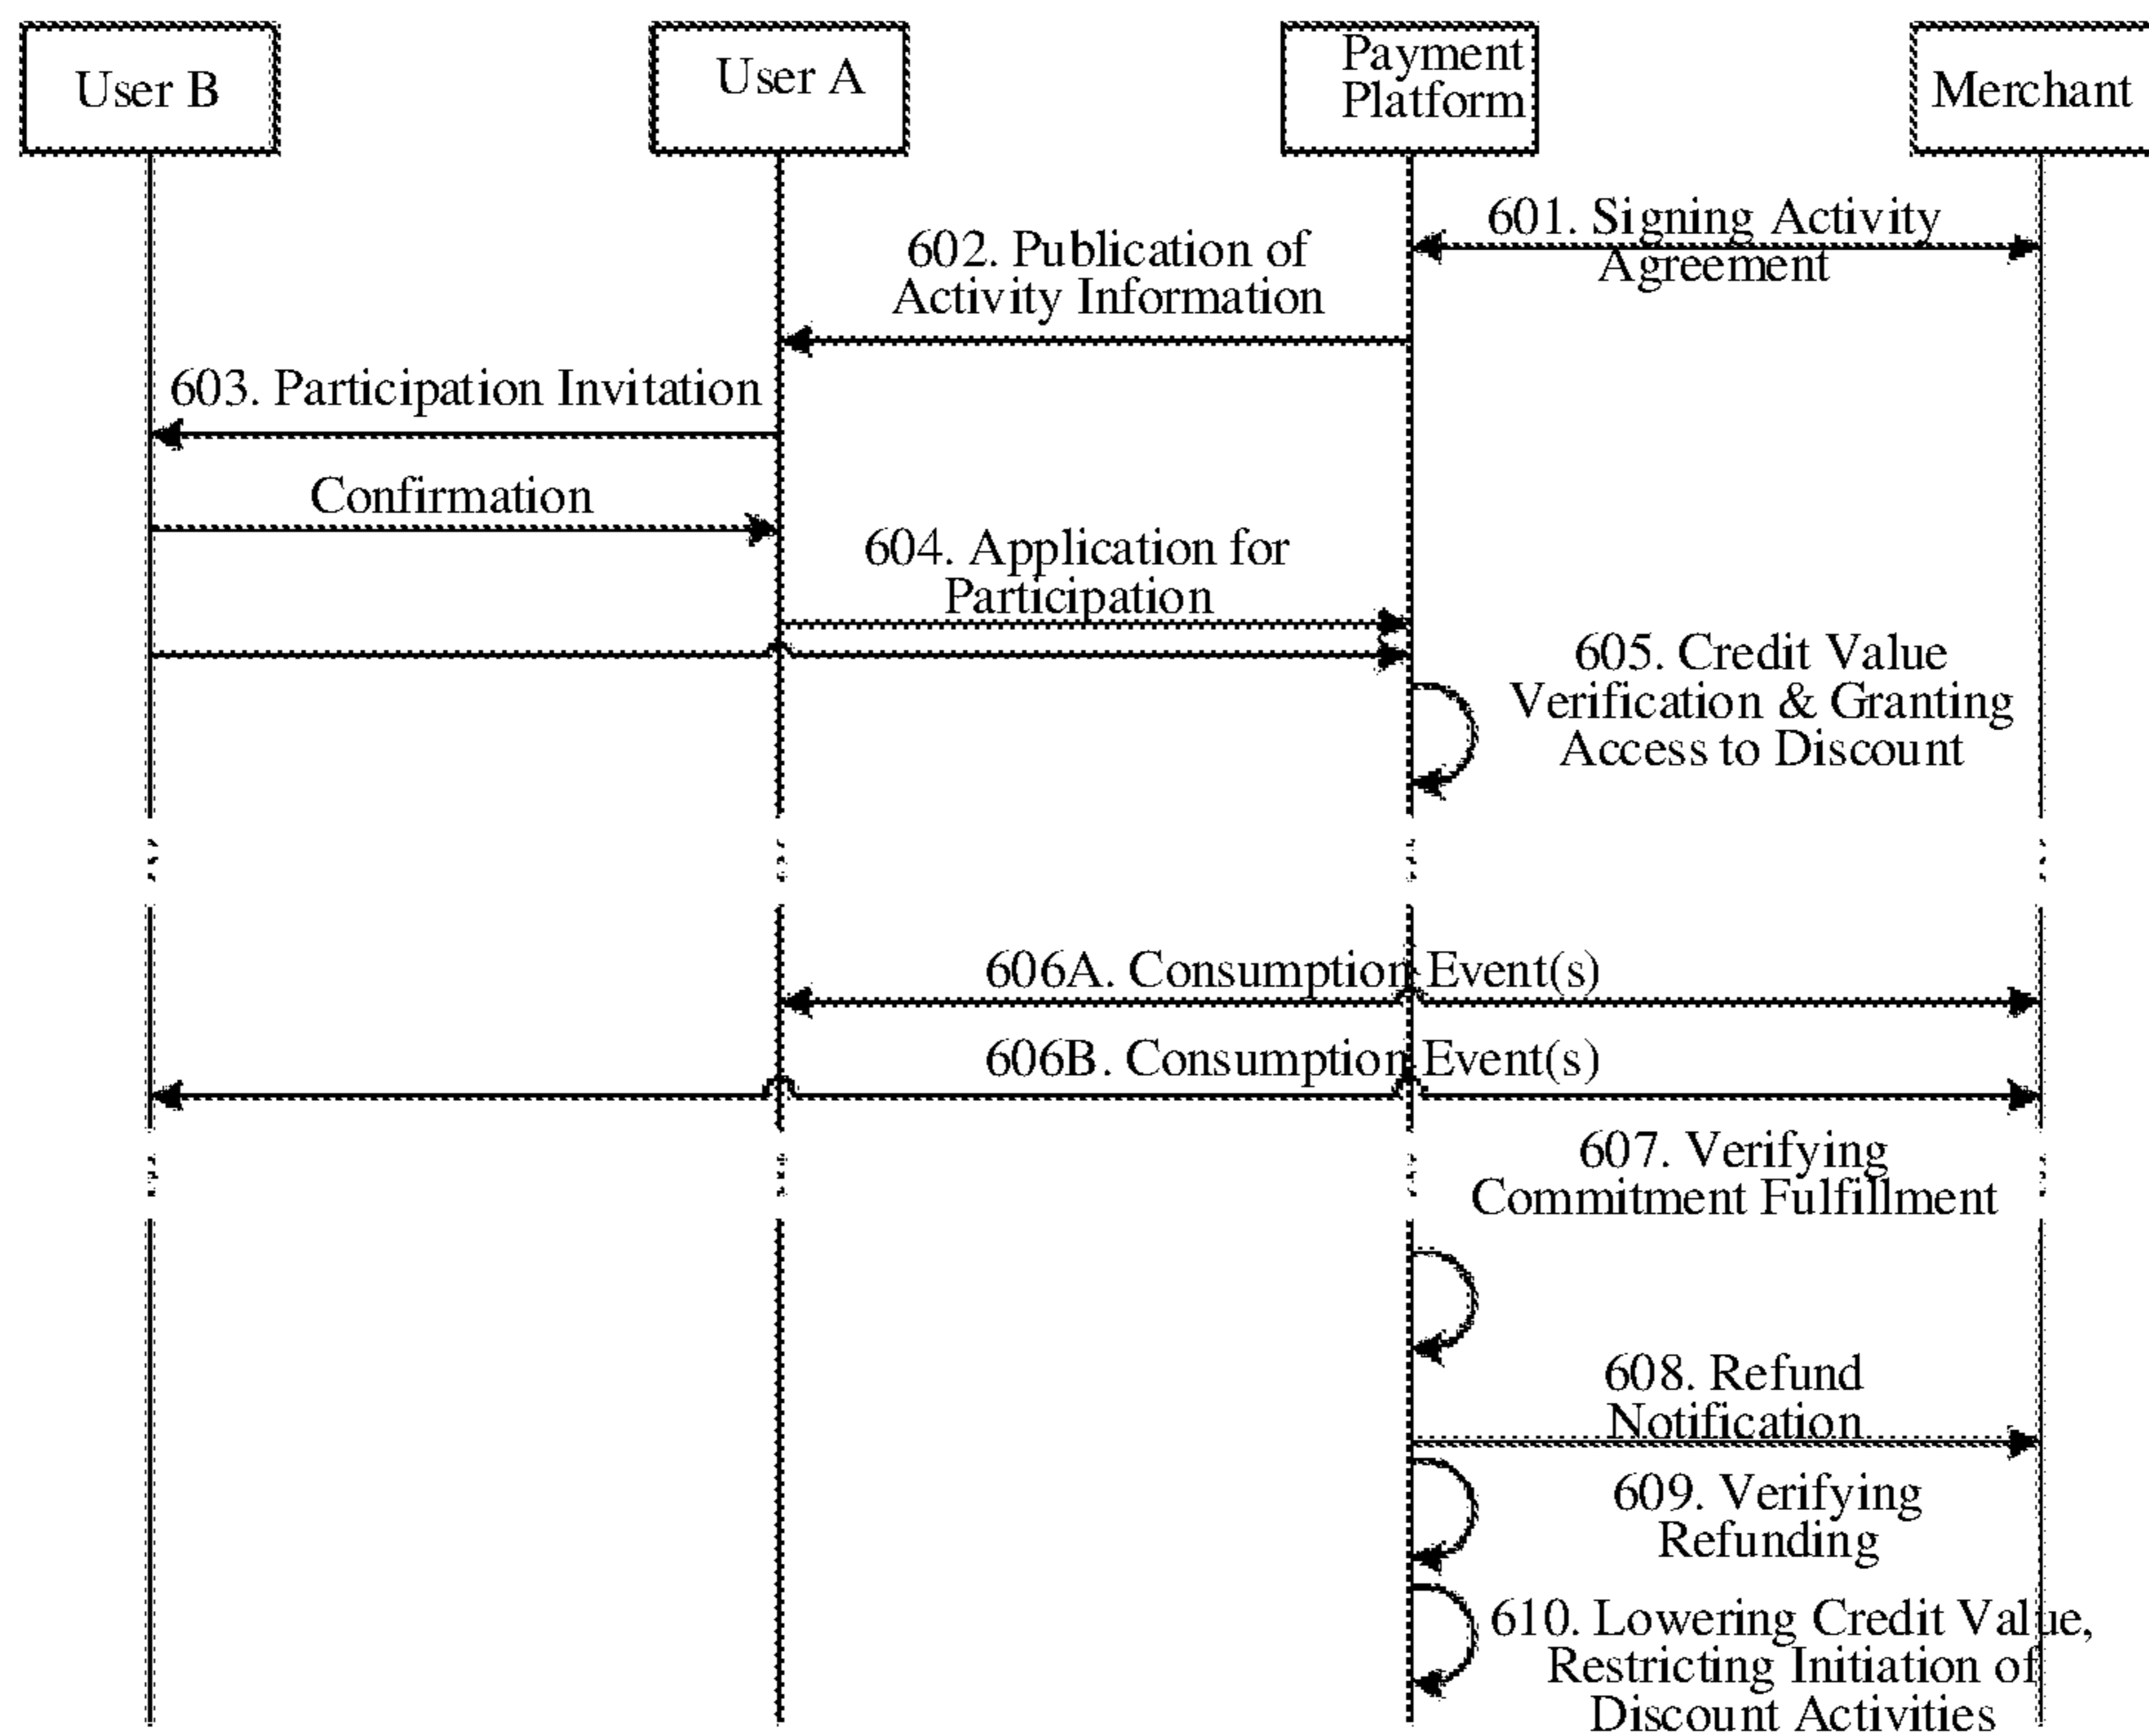 User B
User A
Payment
Platform
Merchant
601. Signing Activity
Agreement
602. Publication of
Activity Information
603. Participation Invitation
Confirmation
604. Application for
Participation
605. Credit Value
Verification & Granting
Access to Discount
606A. Consumption Event(s)
606B. Consumption Event(s)
607. Verifying
Commitment Fulfillment
608. Refund
Notification
609. Verifying
Refunding
610. Lowering Credit Value,
Restricting Initiation of
Discount Activities